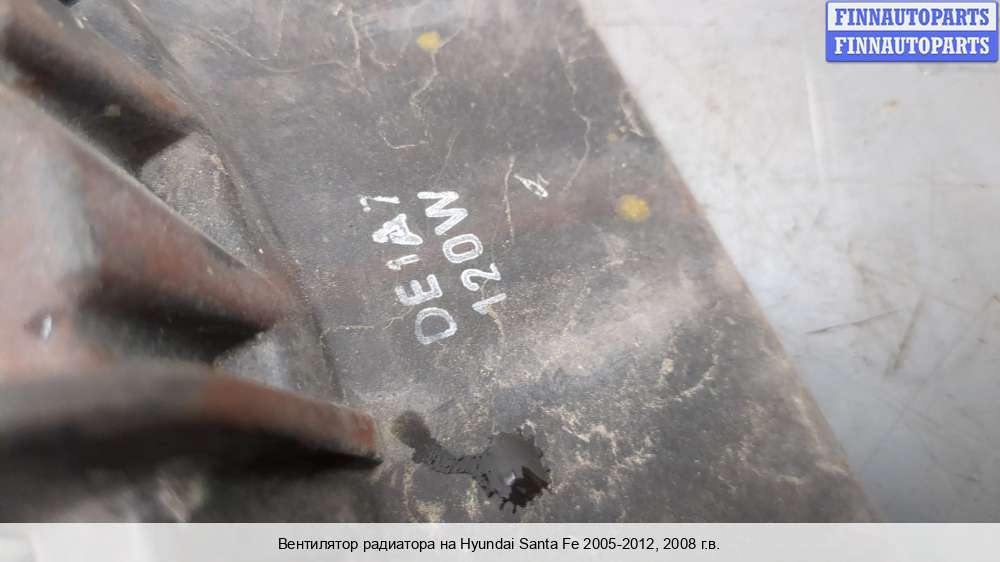 FINNAUTOPARTS
FINNAUTOPARTS
DE1A7
120W
Вентилятор радиатора на Hyundai Santa Fe 2005-2012, 2008 г.в.